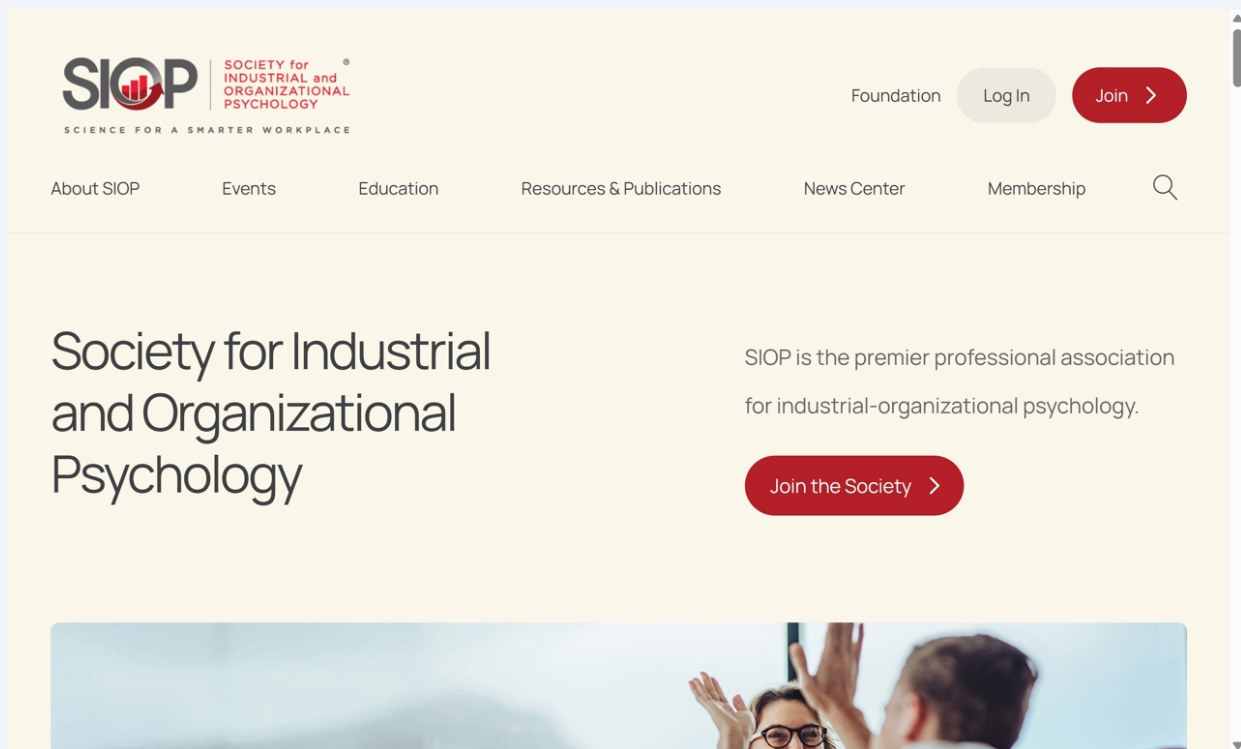 SIOP
SOCIETY for
INDUSTRIAL and
ORGANIZATIONAL
PSYCHOLOGY
®
SCIENCE FOR A SMARTER WORKPLACE
Foundation
Log In
Join
About SIOP
Events
Education
Resources & Publications
News Center
Membership
Society for Industrial
and Organizational
Psychology
SIOP is the premier professional association
for industrial-organizational psychology.
Join the Society